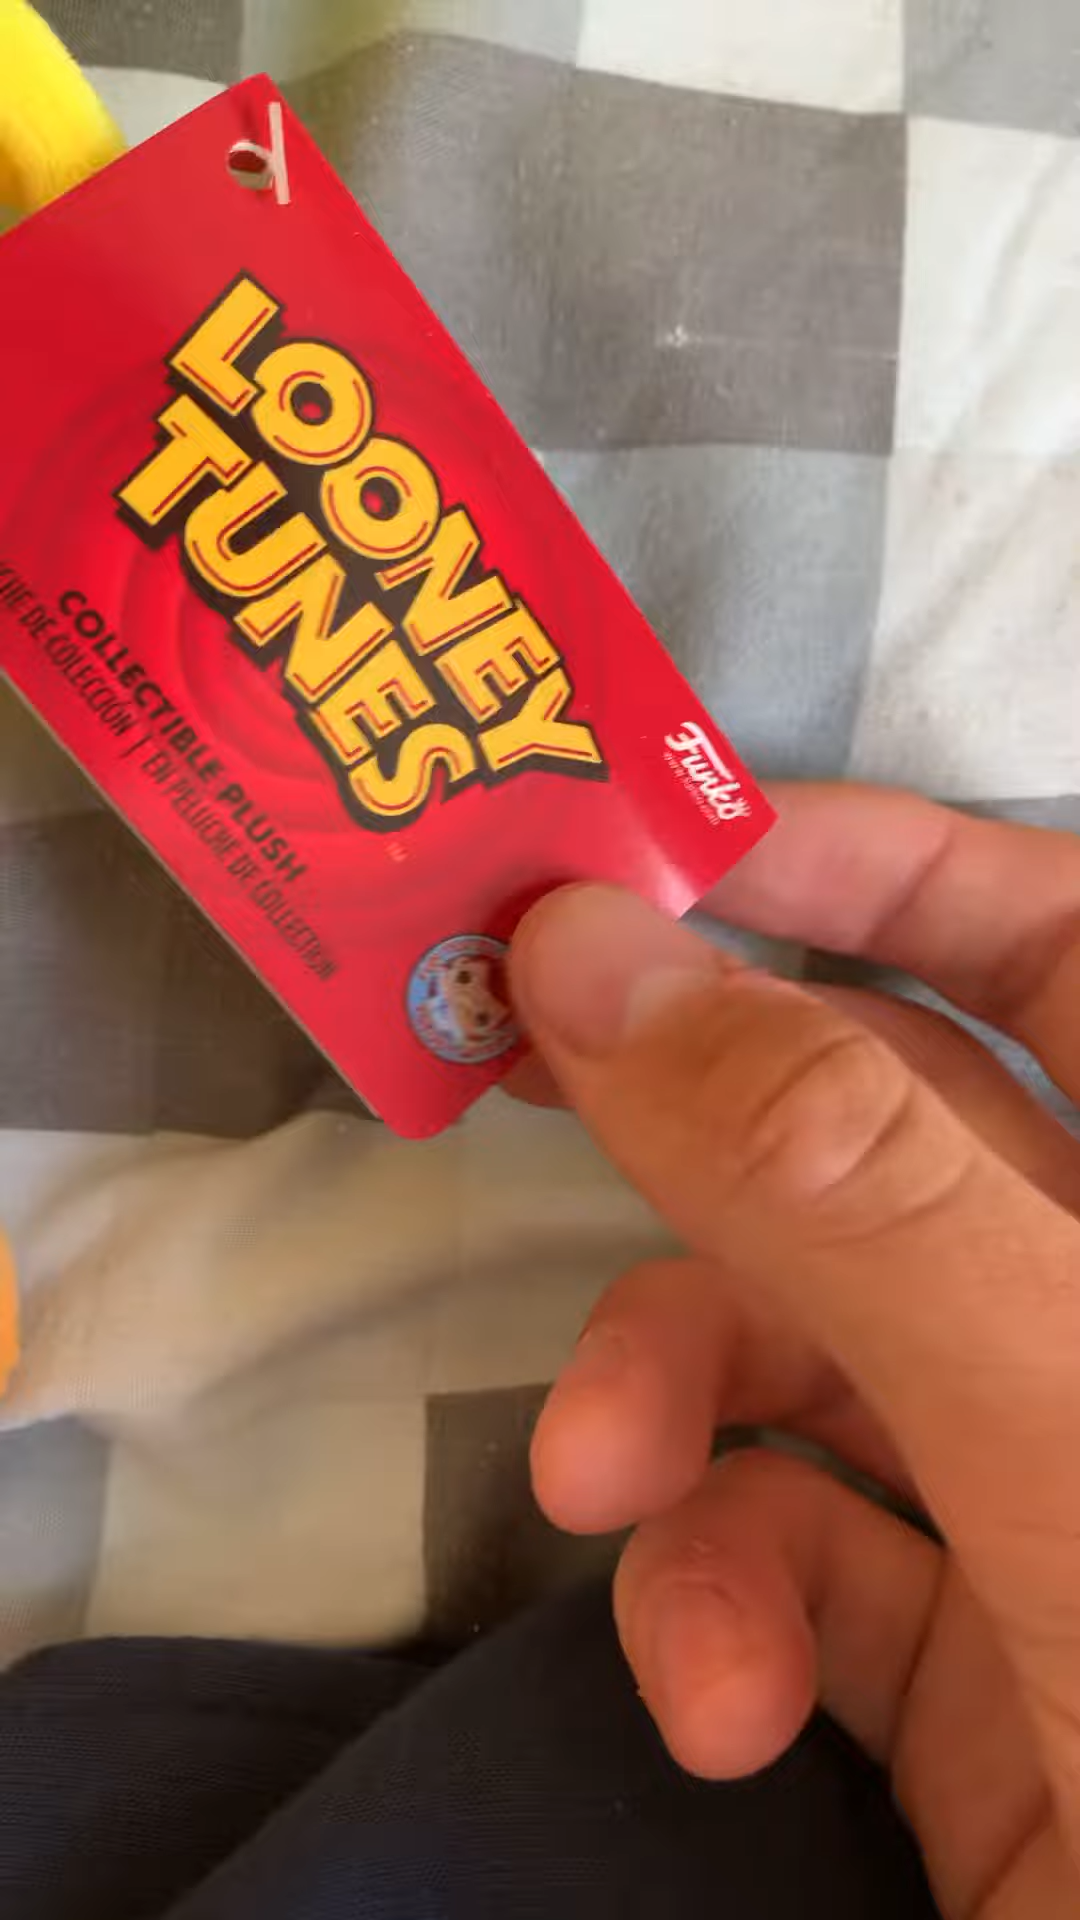 LOONEY
TUNES
COLLECTIBLE PLUSH
DE COLECCIÓN | EN PELUCHE DE COLLECTION
Funko